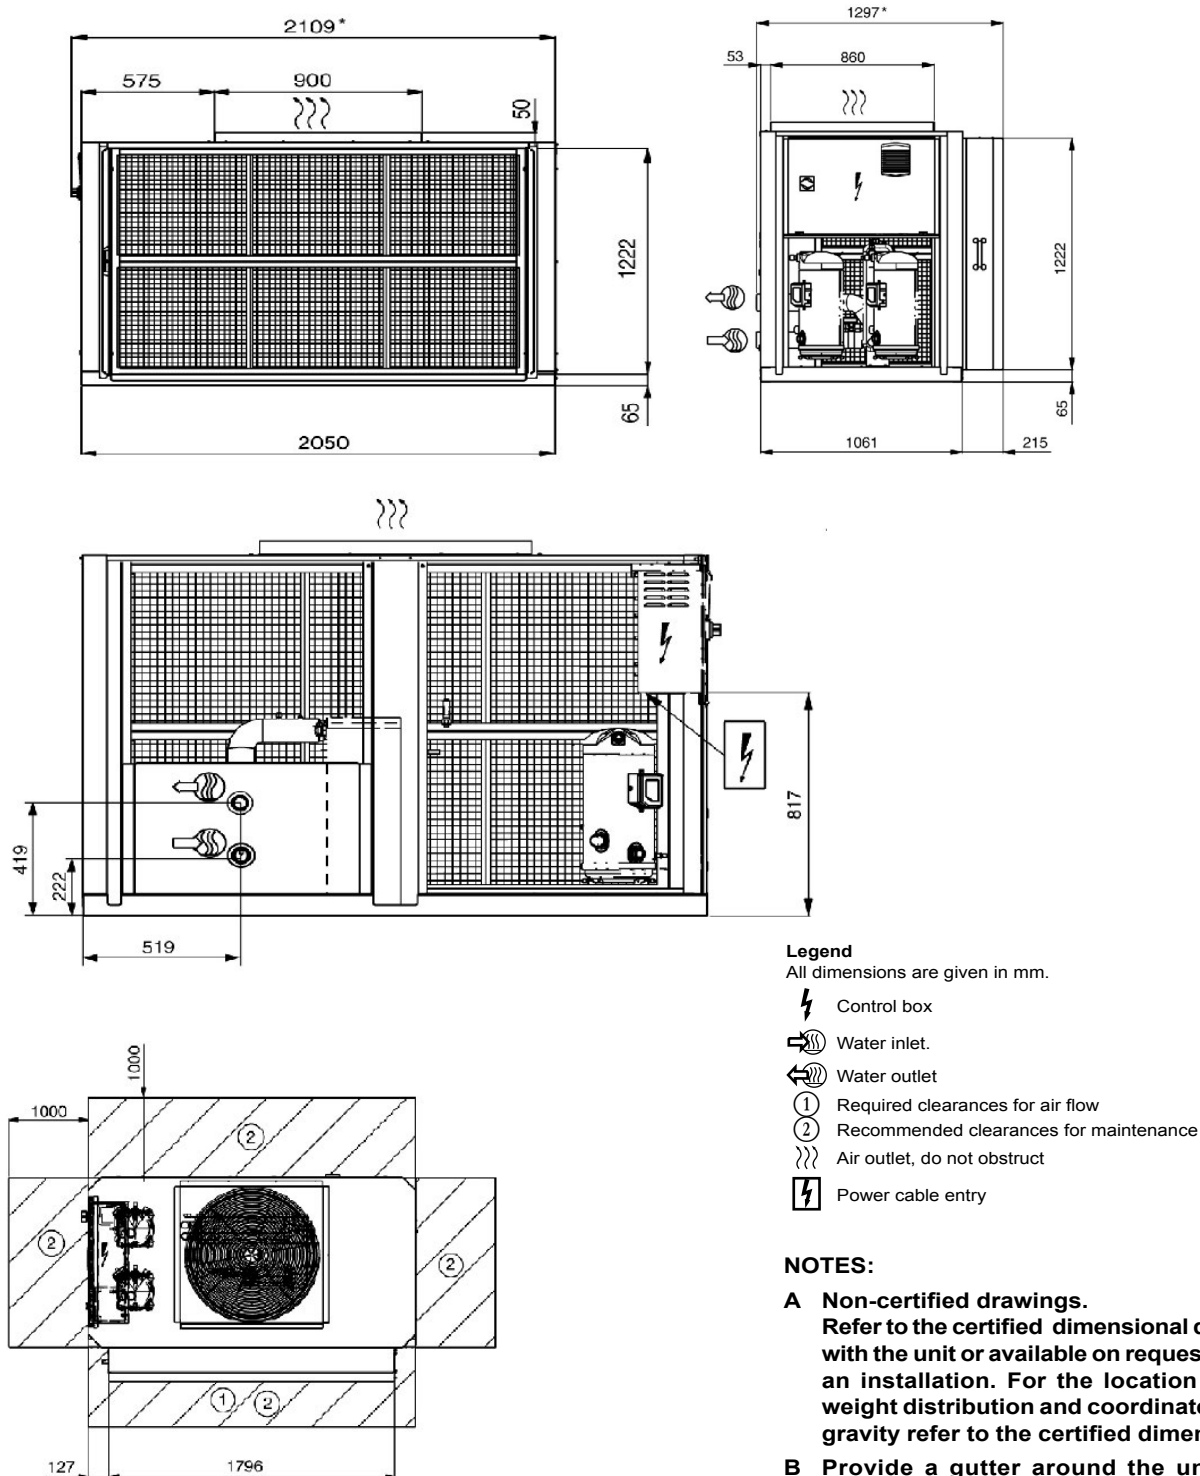 2109*
575
900
50
1222
65
2050
1297*
53
860
1222
65
1061
215
419
222
519
817
Legend
All dimensions are given in mm.
Control box
Water inlet.
Water outlet
1 Required clearances for air flow
2 Recommended clearances for maintenance
Air outlet, do not obstruct
Power cable entry
1000
1000
2
2
2
1 2
127
1796
NOTES:
A Non-certified drawings.
Refer to the certified dimensional
with the unit or available on
an installation. For the location
weight distribution and
gravity refer to the certified
B Provide a gutter around the